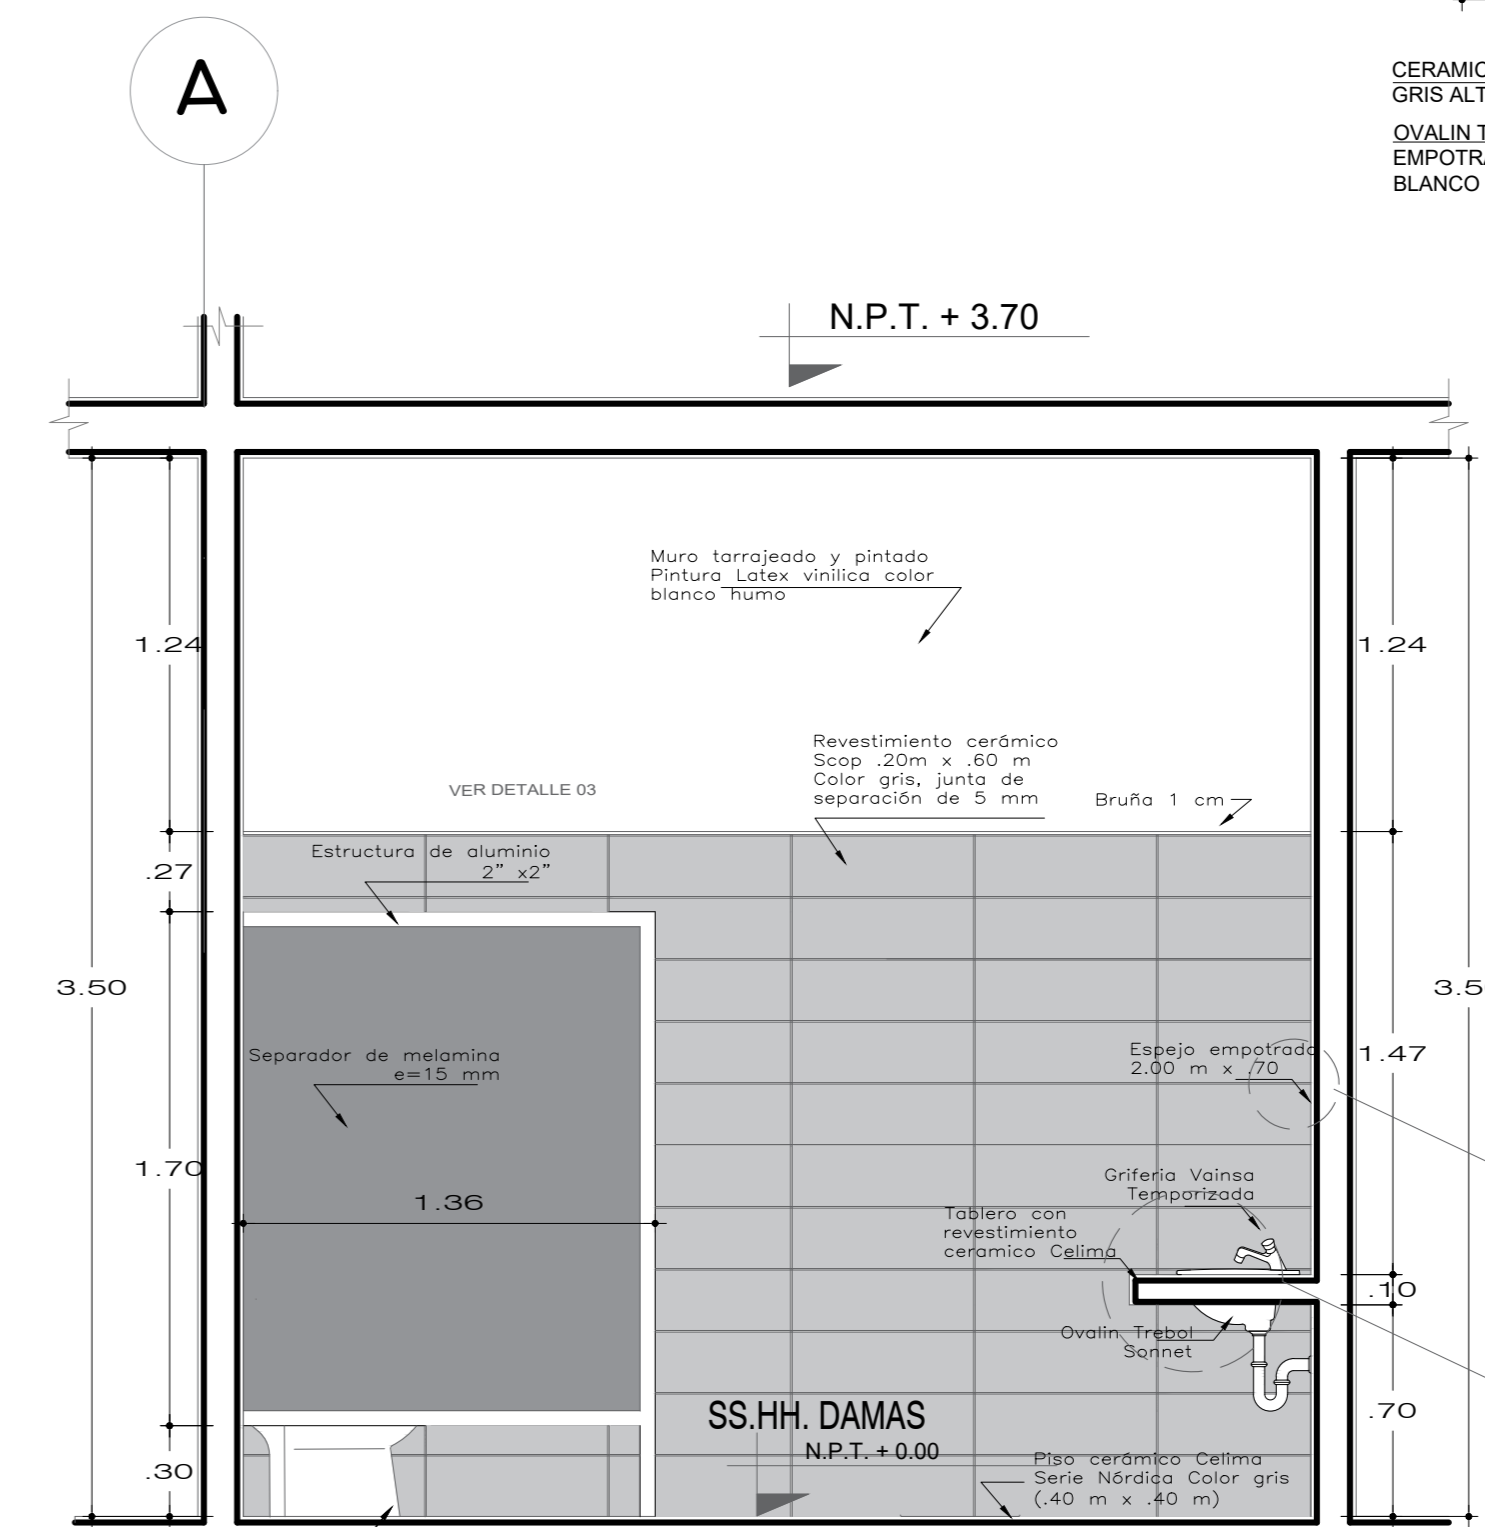 A
CERAMIC
GRIS ALT
OVALIN T
EMPOTRA
BLANCO
N.P.T. + 3.70
Muro tarrajeado y pintado
Pintura Latex vinilica color
blanco humo
1.24
1.24
Revestimiento cerámico
Scop .20m x .60 m
Color gris, junta de
separación de 5 mm
VER DETALLE 03
Bruña 1 cm
Estructura de aluminio
2" x2"
.27
3.50
3.5
Separador de melamina
e=15 mm
Espejo empotrado
2.00 m x .70
1.47
1.70
1.36
Griferia Vainsa
Temporizada
Tablero con
revestimiento
ceramico Celima
.10
Ovalin Trebol
Sonnet
SS.HH. DAMAS
N.P.T. + 0.00
.70
.30
Piso cerámico Celima
Serie Nórdica Color gris
(.40 m x .40 m)